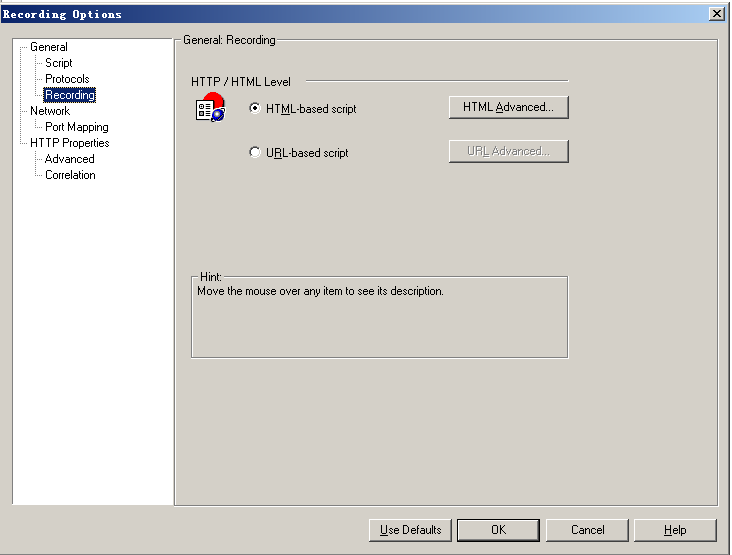 Recording Options
General
Script
Protocols
Recording
Network
Port Mapping
HTTP Properties
Advanced
Correlation
General: Recording
HTTP / HTML Level
HTML-based script
HTML Advanced...
URL-based script
URL Advanced...
Hint:
Move the mouse over any item to see its description.
Use Defaults
OK
Cancel
Help